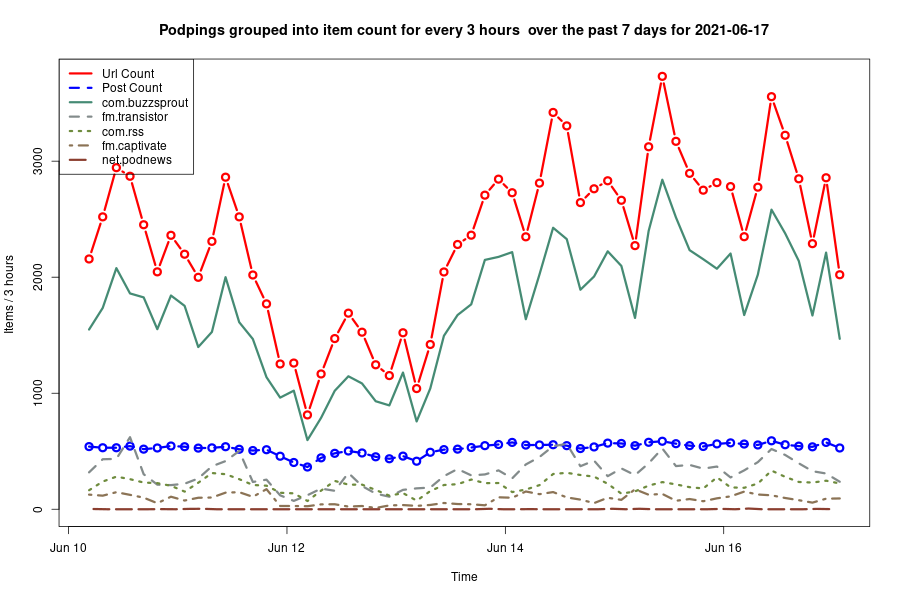 Podpings grouped into item count for every 3 hours  over the past 7 days for 2021-06-17
Url Count
Post Count
com.buzzsprout
fm.transistor
com.rss
fm.captivate
net.podnews
Items / 3 hours
3000
2000
1000
0
Jun 10
Jun 12
Jun 14
Jun 16
Time